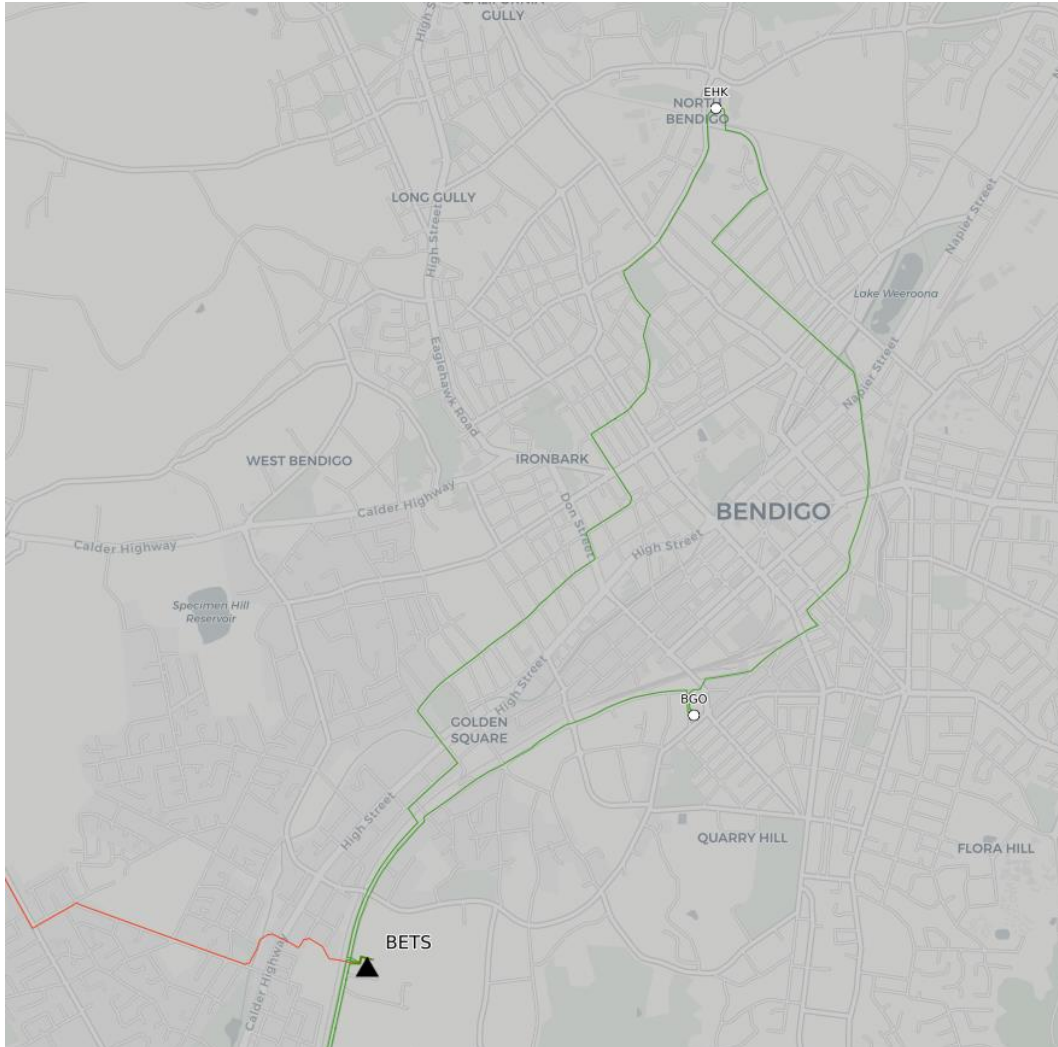 GULLY
High Street
EHK
NORTH
BENDIGO
LONG GULLY
High Street
Napier Street
Lake Weeroona
Eaglehawk Road
Napier Street
WEST BENDIGO
IRONBARK
Calder Highway
Don Street
BENDIGO
Calder Highway
High Street
Specimen Hill
Reservoir
High Street
BGO
GOLDEN
SQUARE
High Street
QUARRY HILL
FLORA HILL
BETS
Calder Highway